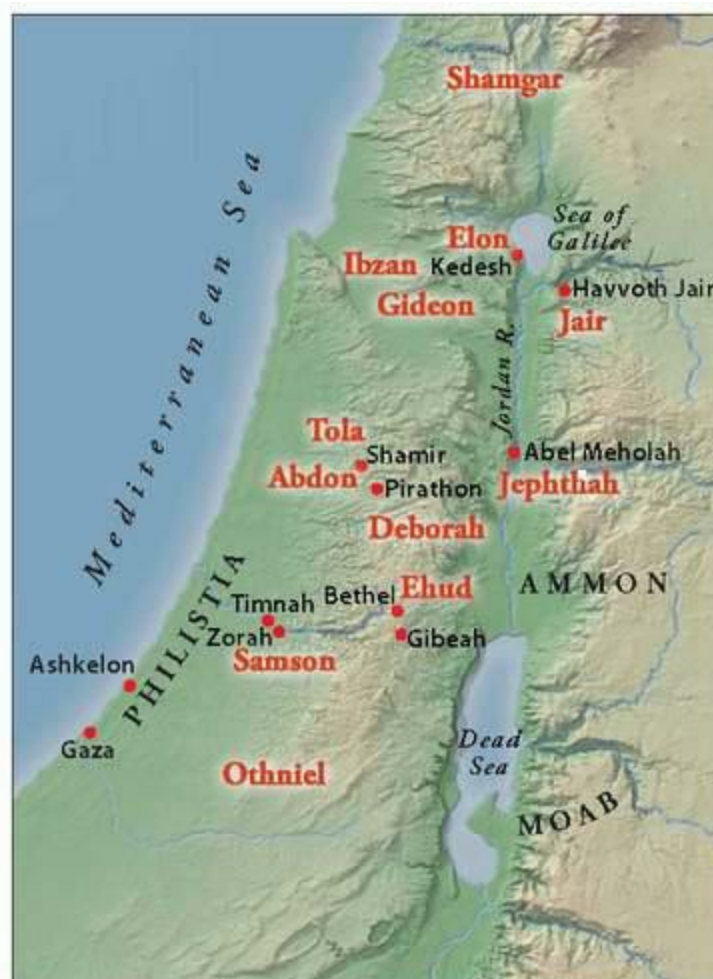 Shamgar
Sea of
Galilee
Elon
Ibzan
Kedesh
Gideon
Havvoth Jair
Jair
Mediterranean Sea
Jordan R.
Tola
Shamir
Abdon
Pirathon
Abel Meholah
Jephthah
Deborah
Ehud
Bethel
AMMON
Timnah
Zorah
Gibeah
Samson
PHILISTIA
Ashkelon
Gaza
Othniel
Dead
Sea
MOAB